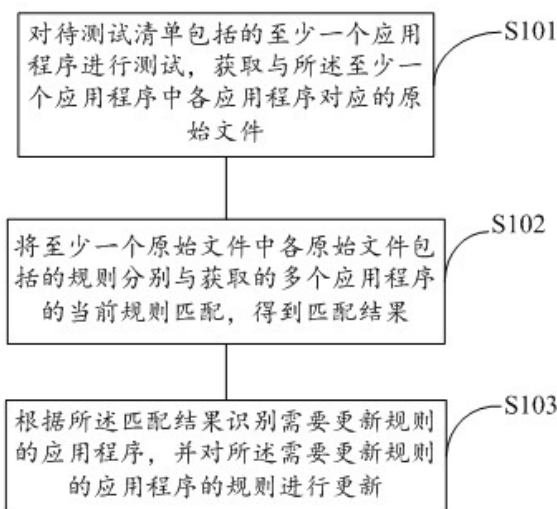 对待测试清单包括的至少一个应用
程序进行测试，获取与所述至少一
个应用程序中各应用程序对应的原
始文件
S101
将至少一个原始文件中各原始文件包
括的规则分别与获取的多个应用程序
的当前规则匹配，得到匹配结果
S102
根据所述匹配结果识别需要更新规则
的应用程序，并对所述需要更新规则
的应用程序的规则进行更新
S103